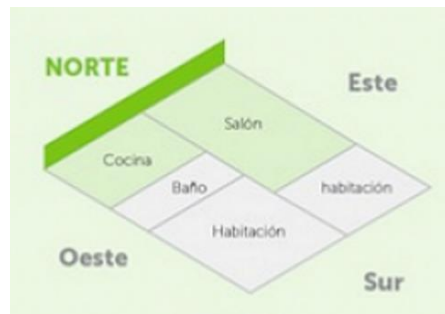 NORTE
Este
Salón
Cocina
Baño
habitación
Habitación
Oeste
Sur